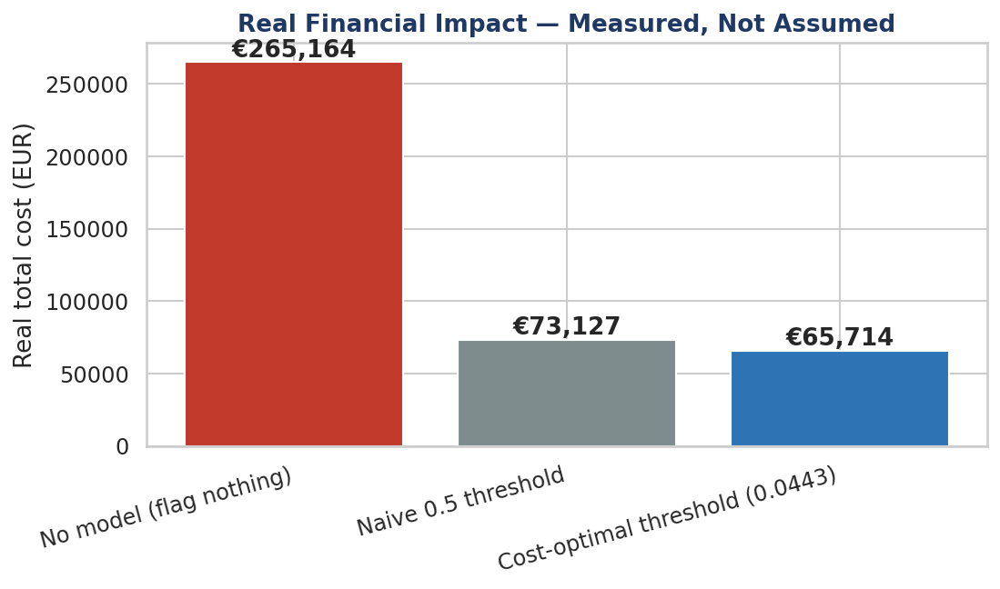 Real Financial Impact — Measured, Not Assumed
€265,164
€73,127
€65,714
Real total cost (EUR)
250000
200000
150000
100000
50000
0
No model (flag nothing)
Naive 0.5 threshold
Cost-optimal threshold (0.0443)